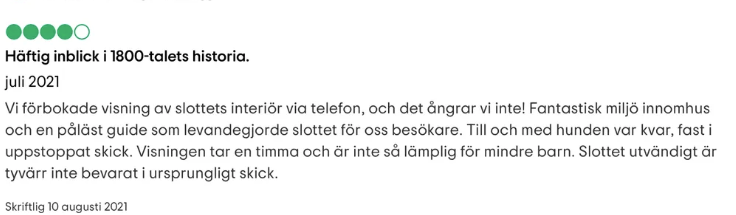 Häftig inblick i 1800-talets historia.
juli 2021
Vi förbokade visning av slottets interiör via telefon, och det ångrar vi inte! Fantastisk miljö innomhus
och en påläst guide som levandegjorde slottet för oss besökare. Till och med hunden var kvar, fast i
uppstoppat skick. Visningen tar en timma och är inte så lämplig för mindre barn. Slottet utvändigt är
tyvärr inte bevarat i ursprungligt skick.
Skriftlig 10 augusti 2021